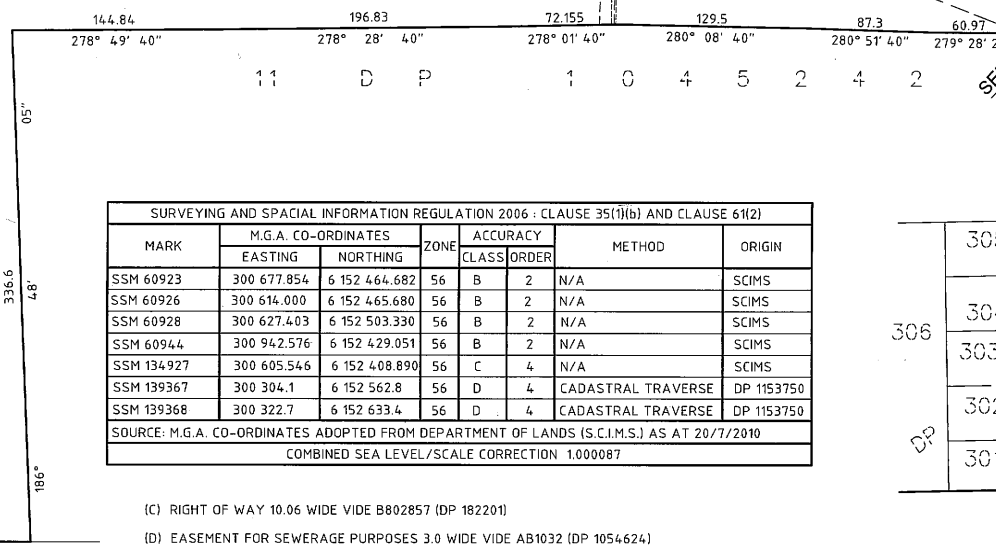 144.84 196.83 72.155 129.5 87.3 60.97
278° 49' 40" 278° 28' 40" 278° 01' 40" 280° 08' 40" 280° 51' 40" 279° 28'
11 DP 1045242
336.6
186° 48' 05"
SURVEYING AND SPACIAL INFORMATION REGULATION 2006 : CLAUSE 35(1)(b) AND CLAUSE 61(2)
MARK M.G.A. CO-ORDINATES ZONE ACCURACY METHOD ORIGIN
EASTING NORTHING CLASS ORDER
SSM 60923 300 677.854 6 152 464.682 56 B 2 N/A SCIMS
SSM 60926 300 614.000 6 152 465.680 56 B 2 N/A SCIMS
SSM 60928 300 627.403 6 152 503.330 56 B 2 N/A SCIMS
SSM 60944 300 942.576 6 152 429.051 56 B 2 N/A SCIMS
SSM 134927 300 605.546 6 152 408.890 56 C 4 N/A SCIMS
SSM 139367 300 304.1 6 152 562.8 56 D 4 CADASTRAL TRAVERSE DP 1153750
SSM 139368 300 322.7 6 152 633.4 56 D 4 CADASTRAL TRAVERSE DP 1153750
SOURCE: M.G.A. CO-ORDINATES ADOPTED FROM DEPARTMENT OF LANDS (S.C.I.M.S.) AS AT 20/7/2010
COMBINED SEA LEVEL/SCALE CORRECTION 1.000087
306
303
DP
(C) RIGHT OF WAY 10.06 WIDE VIDE B802857 (DP 182201)
(D) EASEMENT FOR SEWERAGE PURPOSES 3.0 WIDE VIDE AB1032 (DP 1054624)